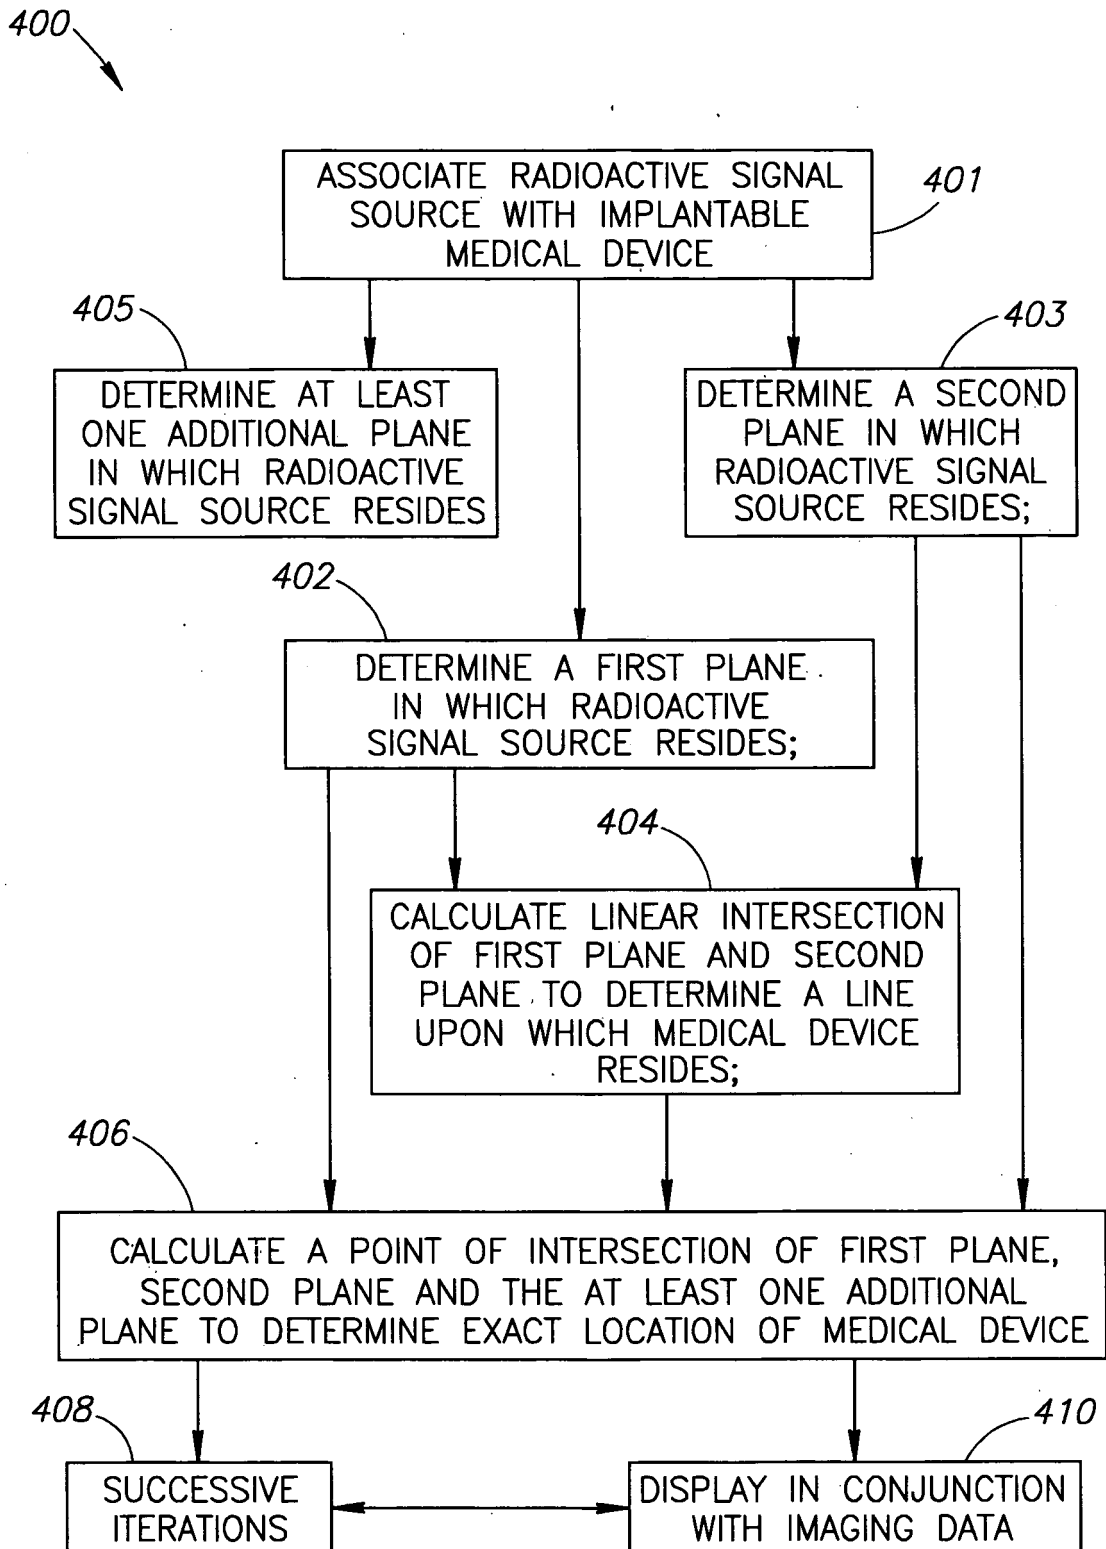 400
ASSOCIATE RADIOACTIVE SIGNAL
SOURCE WITH IMPLANTABLE
MEDICAL DEVICE
401
405
403
DETERMINE AT LEAST
ONE ADDITIONAL PLANE
IN WHICH RADIOACTIVE
SIGNAL SOURCE RESIDES
DETERMINE A SECOND
PLANE IN WHICH
RADIOACTIVE SIGNAL
SOURCE RESIDES;
402
DETERMINE A FIRST PLANE
IN WHICH RADIOACTIVE
SIGNAL SOURCE RESIDES;
404
CALCULATE LINEAR INTERSECTION
OF FIRST PLANE AND SECOND
PLANE TO DETERMINE A LINE
UPON WHICH MEDICAL DEVICE
RESIDES;
406
CALCULATE A POINT OF INTERSECTION OF FIRST PLANE,
SECOND PLANE AND THE AT LEAST ONE ADDITIONAL
PLANE TO DETERMINE EXACT LOCATION OF MEDICAL DEVICE
408
410
SUCCESSIVE
ITERATIONS
DISPLAY IN CONJUNCTION
WITH IMAGING DATA